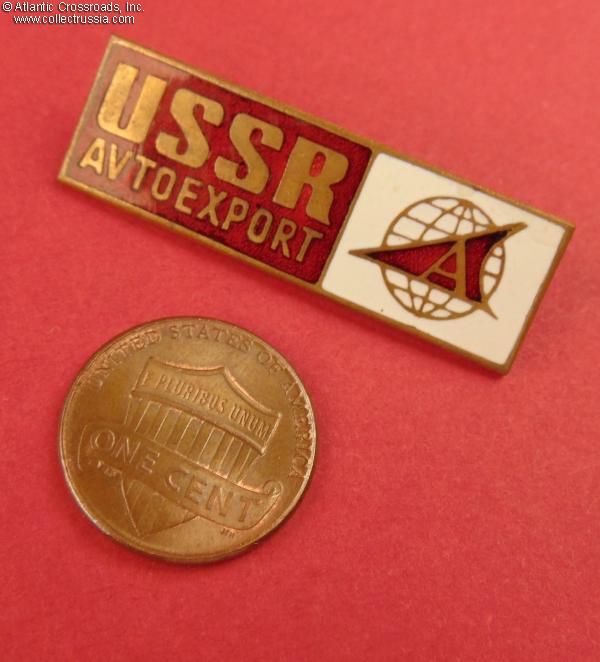 © Atlantic Crossroads, Inc.
www.collectrussia.com
USSR
AVTOEXPORT
A
UNITED STATES OF AMERICA
E PLURIBUS UNUM
ONE CENT